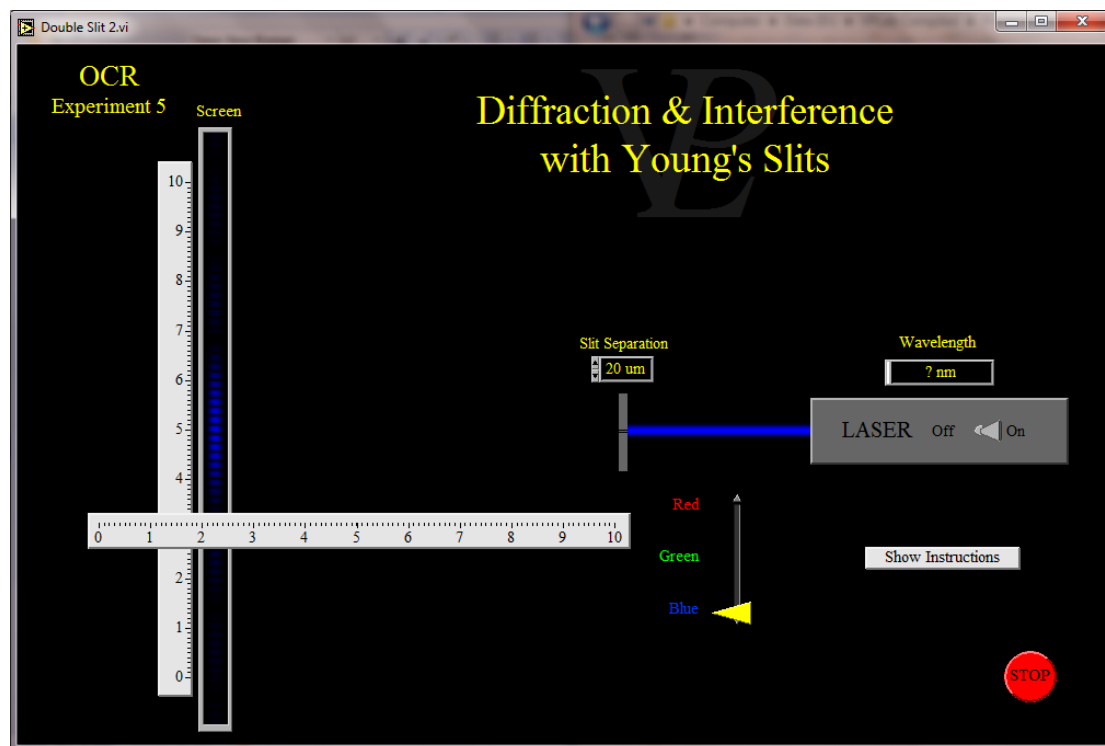 Double Slit 2.vi
OCR
Experiment 5
Screen
Diffraction & Interference
with Young's Slits
10
9
8
7
6
5
4
2
1
0
Slit Separation
20 um
Wavelength
? nm
LASER Off On
0 1 2 3 4 5 6 7 8 9 10
Red
Green
Blue
Show Instructions
STOP